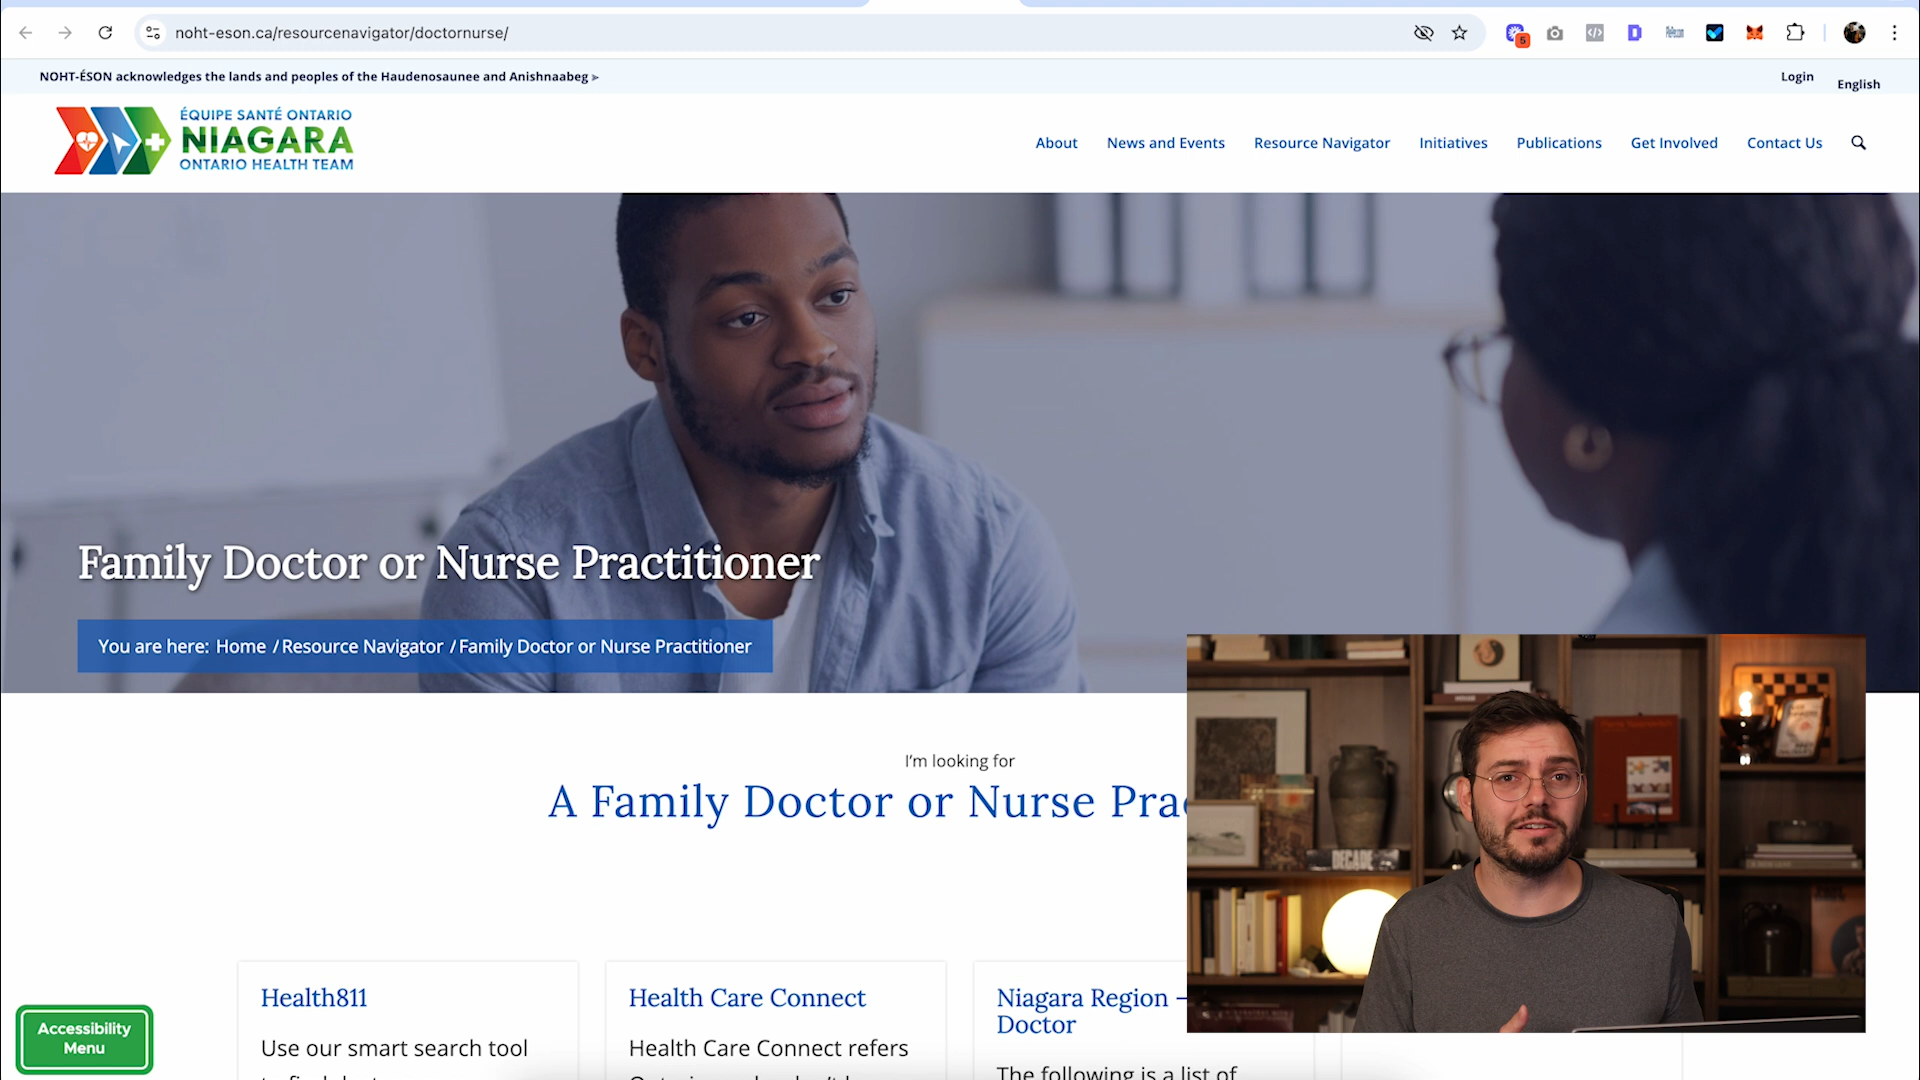 noht-eson.ca/resourcenavigator/doctornurse/
5
NOHT-ÉSON acknowledges the lands and peoples of the Haudenosaunee and Anishnaabeg >
Login
English
ÉQUIPE SANTÉ ONTARIO
NIAGARA
ONTARIO HEALTH TEAM
About
News and Events
Resource Navigator
Initiatives
Publications
Get Involved
Contact Us
Family Doctor or Nurse Practitioner
You are here: Home / Resource Navigator / Family Doctor or Nurse Practitioner
I'm looking for
A Family Doctor or Nurse Prac
DECADE
Health811
Use our smart search tool
Health Care Connect
Health Care Connect refers
Niagara Region –
Doctor
The following is a list of
Accessibility
Menu